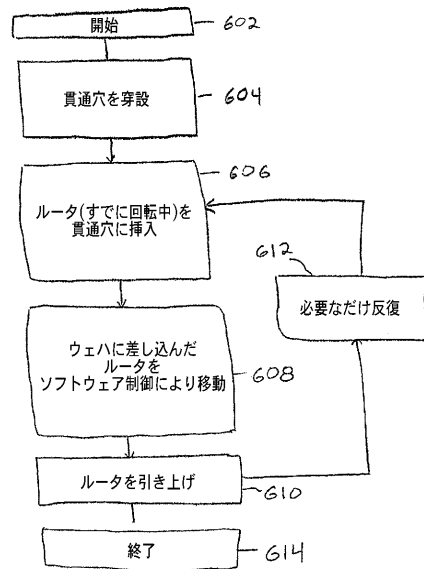 開始
602
貫通穴を穿設
604
606
ルータ(すでに回転中)を
貫通穴に挿入
612
必要なだけ反復
ウェハに差し込んだ
ルータを
ソフトウェア制御により移動
608
ルータを引き上げ
610
終了
614